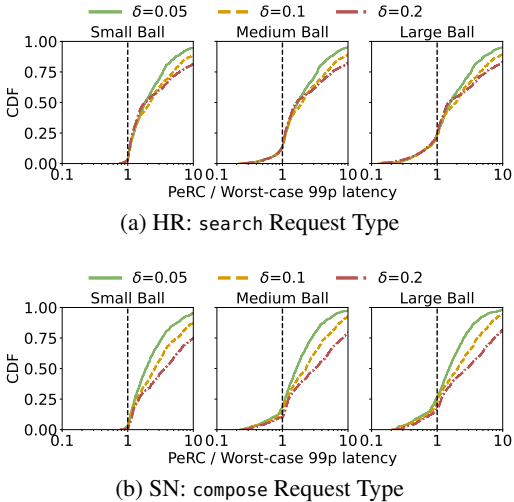 δ=0.05 δ=0.1 δ=0.2
Small Ball Medium Ball Large Ball
1.00
0.75
0.50
0.25
0.00
CDF
0.1 1 10 0.1 1 10 0.1 1 10
PeRC / Worst-case 99p latency
(a) HR: search Request Type
δ=0.05 δ=0.1 δ=0.2
Small Ball Medium Ball Large Ball
1.00
0.75
0.50
0.25
0.00
CDF
0.1 1 10 0.1 1 10 0.1 1 10
PeRC / Worst-case 99p latency
(b) SN: compose Request Type